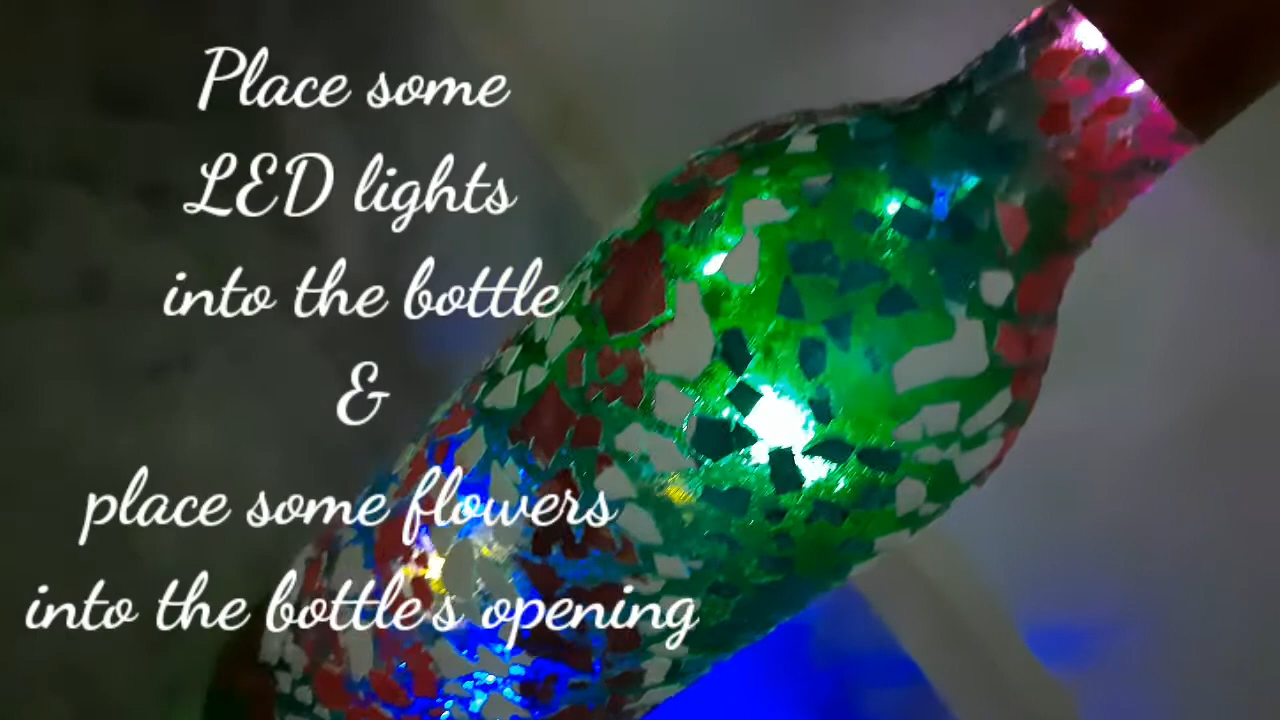 Place some
LED lights
into the bottle
&
place some flowers
into the bottle's opening